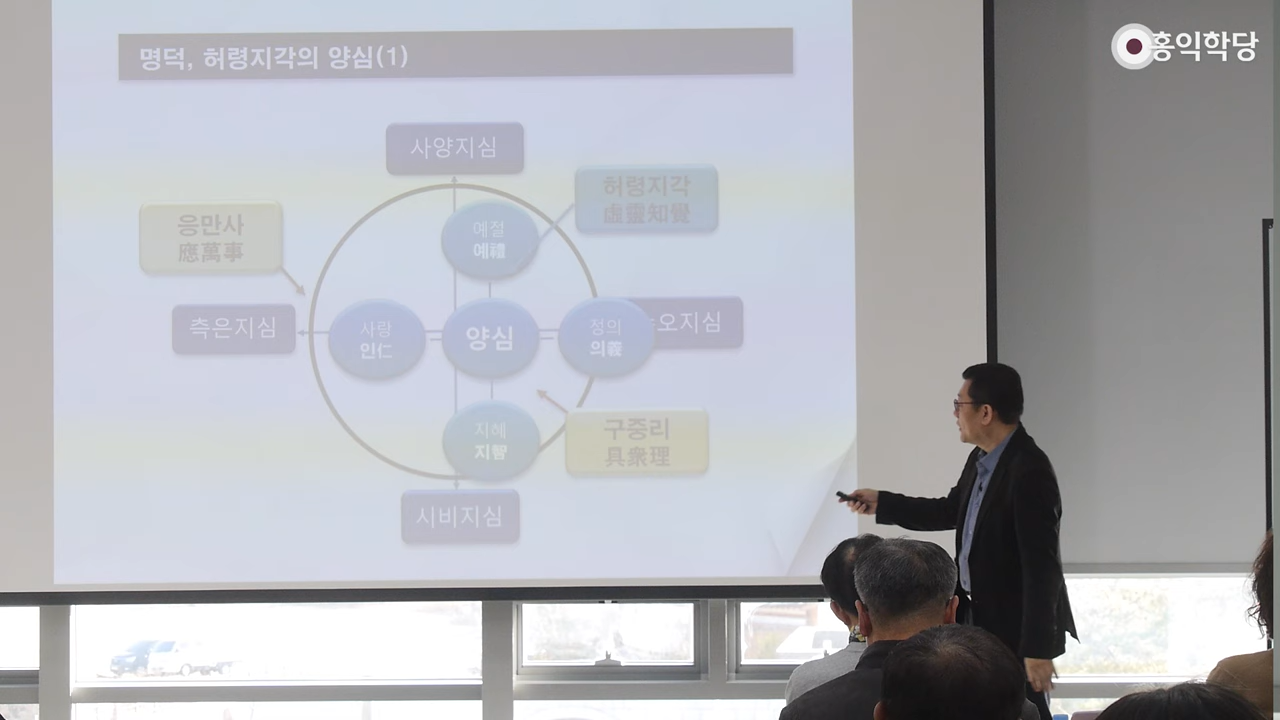 명덕, 허령지각의 양심(1)
홍익학당
사양지심
허령지각
虛靈知覺
응만사
應萬事
예절
예禮
측은지심
사랑
인仁
양심
정의
의義
오지심
지혜
지智
구중리
具衆理
시비지심